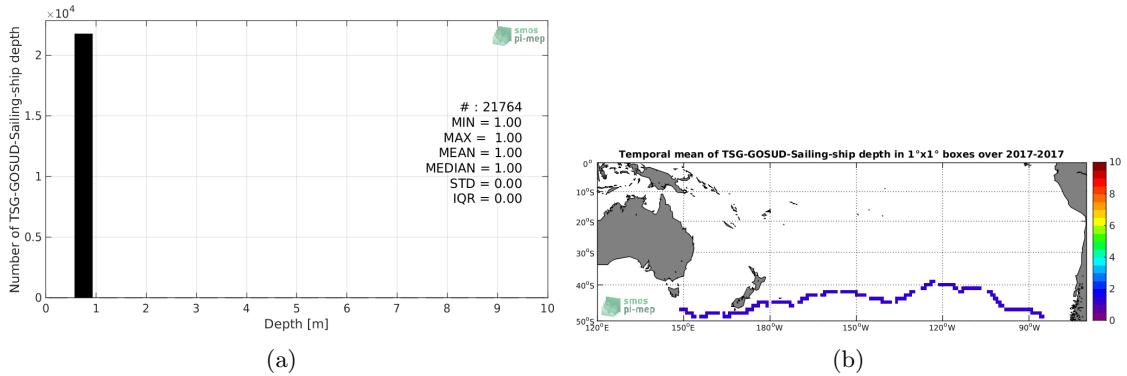 ×10⁴
smos
pi-mep
Number of TSG-GOSUD-Sailing-ship depth
2
1.5
1
0.5
0
# : 21764
MIN = 1.00
MAX = 1.00
MEAN = 1.00
MEDIAN = 1.00
STD = 0.00
IQR = 0.00
0 1 2 3 4 5 6 7 8 9 10
Depth [m]
(a)
Temporal mean of TSG-GOSUD-Sailing-ship depth in 1°x1° boxes over 2017-2017
0°
10°S
20°S
30°S
40°S
50°S
120°E 150°E 180°W 150°W 120°W 90°W
10
8
6
4
2
0
smos
pi-mep
(b)